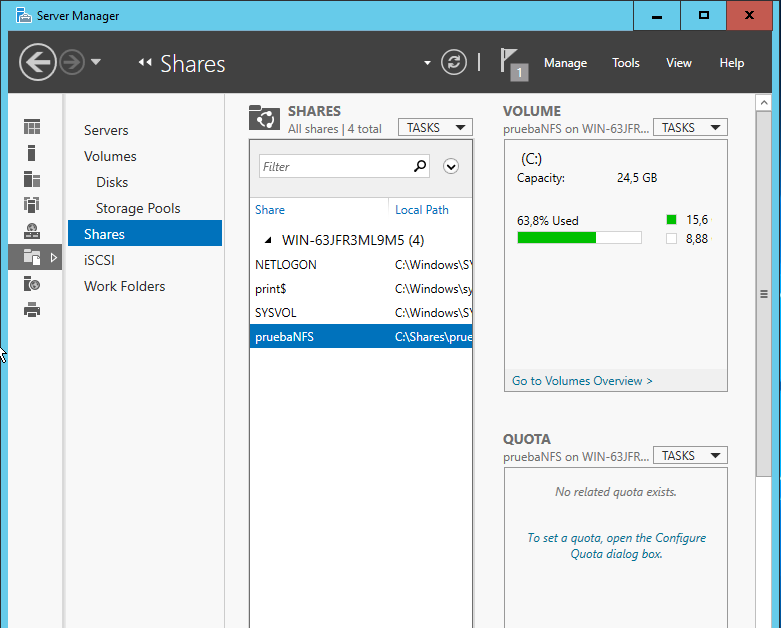 Server Manager
Shares
1
Manage Tools View Help
Servers
Volumes
Disks
Storage Pools
Shares
iSCSI
Work Folders
SHARES
All shares | 4 total
TASKS
Filter
Share Local Path
WIN-63JFR3ML9M5 (4)
NETLOGON C:\Windows\SY
print$ C:\Windows\sy
SYSVOL C:\Windows\SY
pruebaNFS C:\Shares\prue
VOLUME
pruebaNFS on WIN-63JFR...
TASKS
(C:)
Capacity: 24,5 GB
63,8% Used
15,6
8,88
Go to Volumes Overview >
QUOTA
pruebaNFS on WIN-63JFR...
TASKS
No related quota exists.
To set a quota, open the Configure
Quota dialog box.